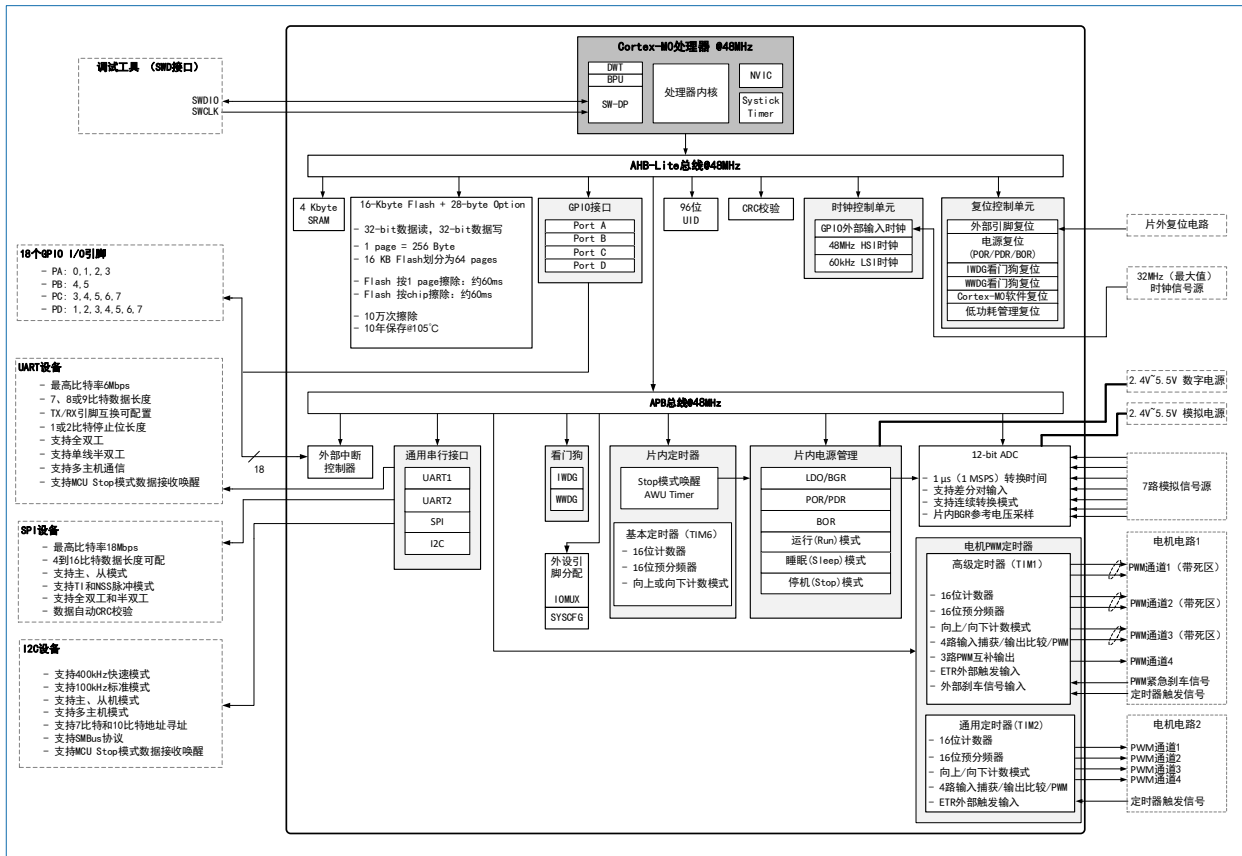 Cortex-M0处理器 @48MHz
DWT
BPU
SW-DP
处理器内核
NVIC
Systick
Timer
调试工具 （SWD接口）
SWDIO
SWCLK
AHB-Lite总线@48MHz
4 Kbyte
SRAM
16-Kbyte Flash + 28-byte Option
- 32-bit数据读，32-bit数据写
- 1 page = 256 Byte
- 16 KB Flash划分为64 pages
- Flash 按1 page擦除：约60ms
- Flash 按chip擦除：约60ms
- 10万次擦除
- 10年保存@105℃
GPIO接口
Port A
Port B
Port C
Port D
96位
UID
CRC校验
时钟控制单元
GPIO外部输入时钟
48MHz HSI时钟
60kHz LSI时钟
复位控制单元
外部引脚复位
电源复位
(POR/PDR/BOR)
IWDG看门狗复位
WWDG看门狗复位
Cortex-M0软件复位
低功耗管理复位
片外复位电路
32MHz（最大值）
时钟信号源
18个GPIO I/O引脚
- PA: 0,1,2,3
- PB: 4,5
- PC: 3,4,5,6,7
- PD: 1,2,3,4,5,6,7
UART设备
- 最高比特率6Mbps
- 7、8或9比特数据长度
- TX/RX引脚互换可配置
- 1或2比特停止位长度
- 支持全双工
- 支持单线半双工
- 支持多主机通信
- 支持MCU Stop模式数据接收唤醒
SPI设备
- 最高比特率18Mbps
- 4到16比特数据长度可配
- 支持主、从模式
- 支持TI和NSS脉冲模式
- 支持全双工和半双工
- 数据自动CRC校验
I2C设备
- 支持400kHz快速模式
- 支持100kHz标准模式
- 支持主、从机模式
- 支持多主机模式
- 支持7比特和10比特地址寻址
- 支持SMBus协议
- 支持MCU Stop模式数据接收唤醒
APB总线@48MHz
18
外部中断
控制器
通用串行接口
UART1
UART2
SPI
I2C
看门狗
IWDG
WWDG
外设引
脚分配
IOMUX
SYSCFG
片内定时器
Stop模式唤醒
AWU Timer
基本定时器（TIM6）
- 16位计数器
- 16位预分频器
- 向上或向下计数模式
片内电源管理
LDO/BGR
POR/PDR
BOR
运行(Run)模式
睡眠(Sleep)模式
停机(Stop)模式
12-bit ADC
- 1 μs（1 MSPS）转换时间
- 支持差分对输入
- 支持连续转换模式
- 片内BGR参考电压采样
2.4V~5.5V 数字电源
2.4V~5.5V 模拟电源
7路模拟信号源
电机PWM定时器
高级定时器（TIM1）
- 16位计数器
- 16位预分频器
- 向上/向下计数模式
- 4路输入捕获/输出比较/PWM
- 3路PWM互补输出
- ETR外部触发输入
- 外部刹车信号输入
通用定时器(TIM2)
- 16位计数器
- 16位预分频器
- 向上/向下计数模式
- 4路输入捕获/输出比较/PWM
- ETR外部触发输入
电机电路1
PWM通道1（带死区）
PWM通道2（带死区）
PWM通道3（带死区）
PWM通道4
PWM紧急刹车信号
定时器触发信号
电机电路2
PWM通道1
PWM通道2
PWM通道3
PWM通道4
定时器触发信号